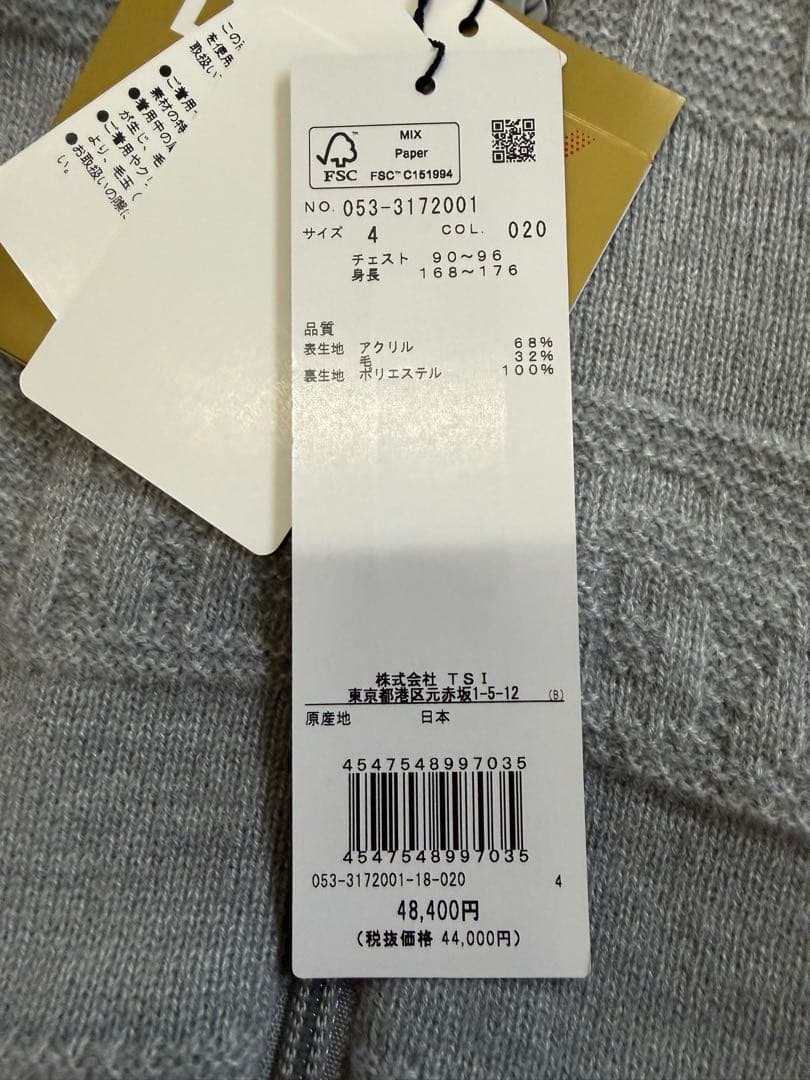 この
を使用
取扱い
●ご着用
素材の特
●着用中の
が生じ、毛
●ご着用やク
より、毛玉（
●お取扱いの際に
い。
MIX
Paper
FSC™ C151994
FSC
NO. 053-3172001
サイズ 4 COL. 020
チェスト 90～96
身長 168～176
品質
表生地 アクリル 68%
毛 32%
裏生地 ポリエステル 100%
株式会社 TSI
東京都港区元赤坂1-5-12 (B)
原産地 日本
4547548997035
4547548997035
053-3172001-18-020 4
48,400円
(税抜価格 44,000円)